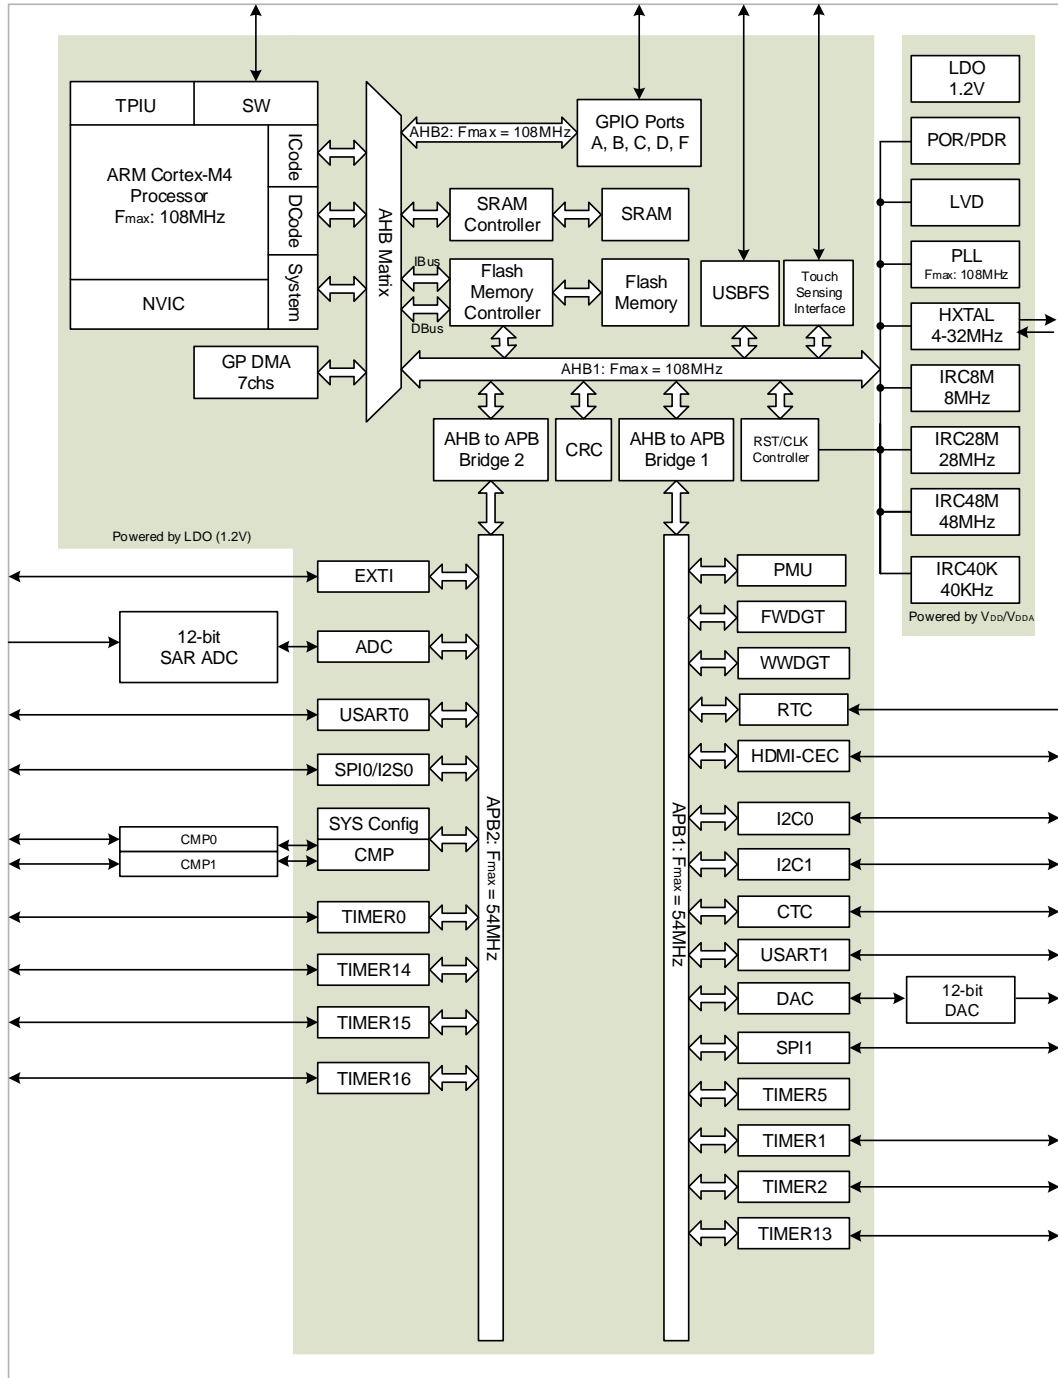 TPIU
SW
ARM Cortex-M4
Processor
Fmax: 108MHz
ICode
DCode
System
NVIC
GP DMA
7chs
AHB Matrix
AHB2: Fmax = 108MHz
GPIO Ports
A, B, C, D, F
SRAM
Controller
SRAM
IBus
DBus
Flash
Memory
Controller
Flash
Memory
USBFS
Touch
Sensing
Interface
AHB1: Fmax = 108MHz
AHB to APB
Bridge 2
CRC
AHB to APB
Bridge 1
RST/CLK
Controller
LDO
1.2V
POR/PDR
LVD
PLL
Fmax: 108MHz
HXTAL
4-32MHz
IRC8M
8MHz
IRC28M
28MHz
IRC48M
48MHz
IRC40K
40KHz
Powered by VDD/VDDA
Powered by LDO (1.2V)
EXTI
12-bit
SAR ADC
ADC
USART0
SPI0/I2S0
SYS Config
CMP
CMP0
CMP1
TIMER0
TIMER14
TIMER15
TIMER16
APB2: Fmax = 54MHz
APB1: Fmax = 54MHz
PMU
FWDGT
WWDGT
RTC
HDMI-CEC
I2C0
I2C1
CTC
USART1
DAC
12-bit
DAC
SPI1
TIMER5
TIMER1
TIMER2
TIMER13